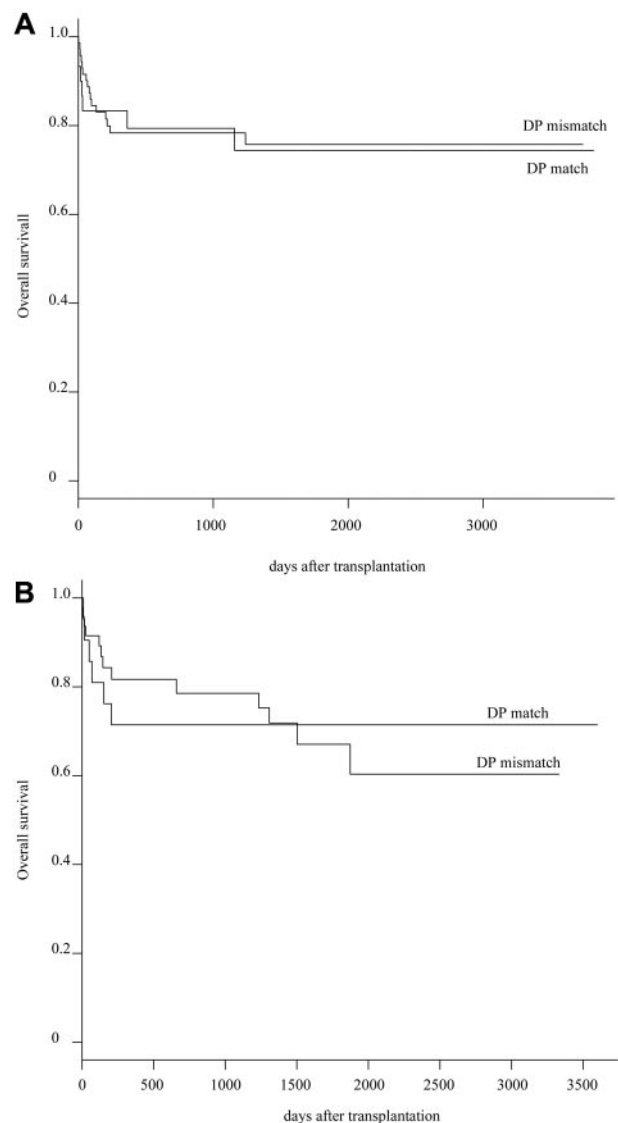 A
1.0
0.8
0.6
0.4
0.2
0
Overall survivall
DP mismatch
DP match
0 1000 2000 3000
days after transplantation
B
1.0
0.8
0.6
0.4
0.2
0
Overall survival
DP match
DP mismatch
0 500 1000 1500 2000 2500 3000 3500
days after transplantation